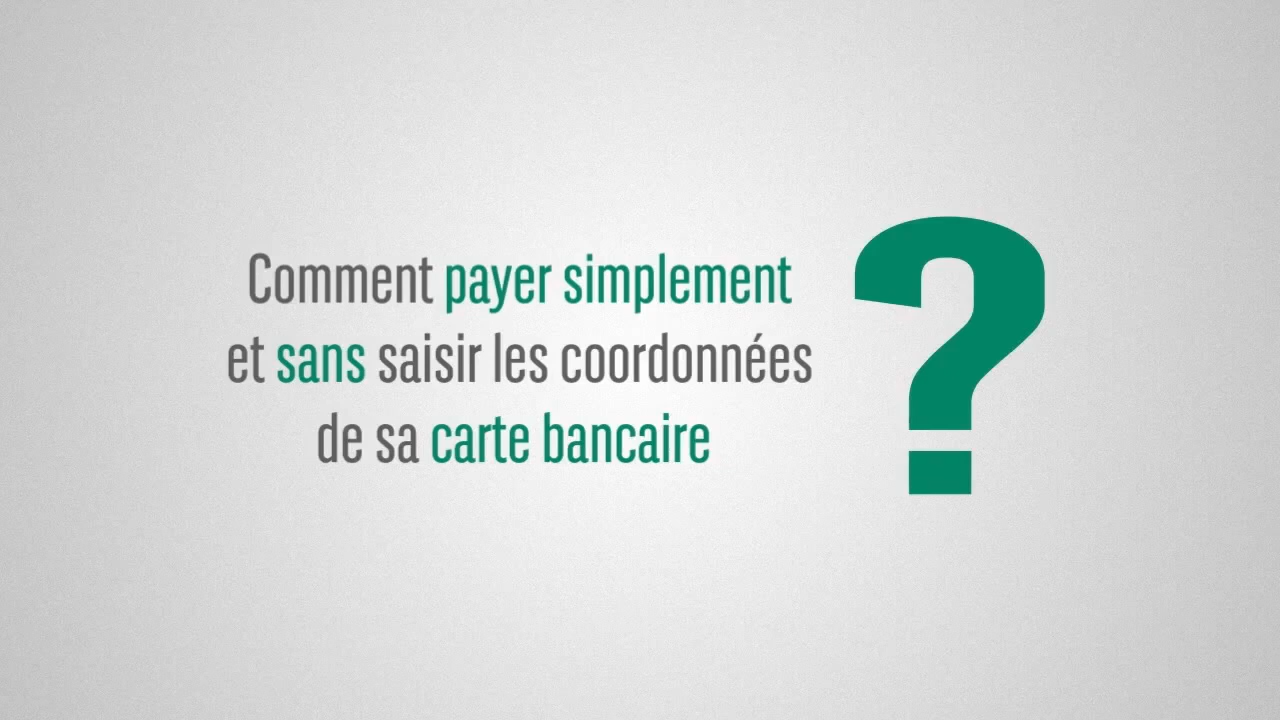 Comment payer simplement
et sans saisir les coordonnées
de sa carte bancaire
?